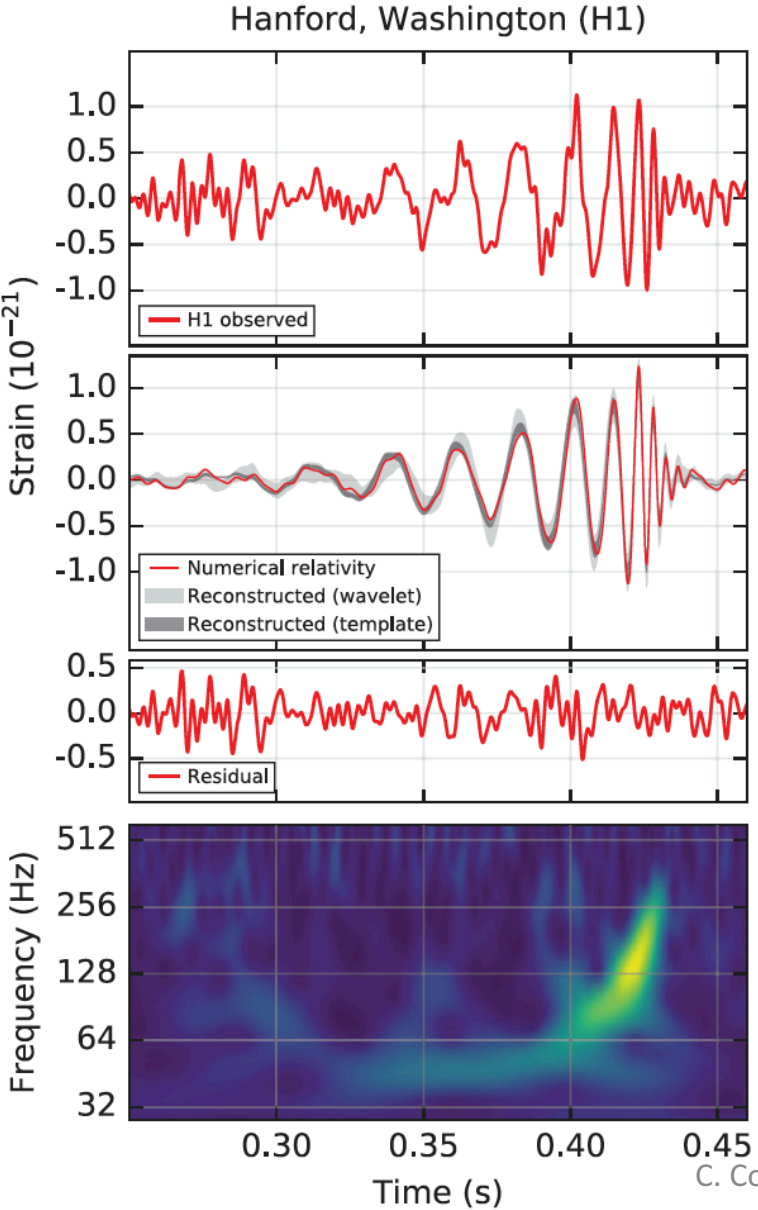 Hanford, Washington (H1)
Strain (10⁻²¹)
1.0
0.5
0.0
-0.5
-1.0
H1 observed
1.0
0.5
0.0
-0.5
-1.0
Numerical relativity
Reconstructed (wavelet)
Reconstructed (template)
0.5
0.0
-0.5
Residual
Frequency (Hz)
512
256
128
64
32
0.30 0.35 0.40 0.45
Time (s)
C.